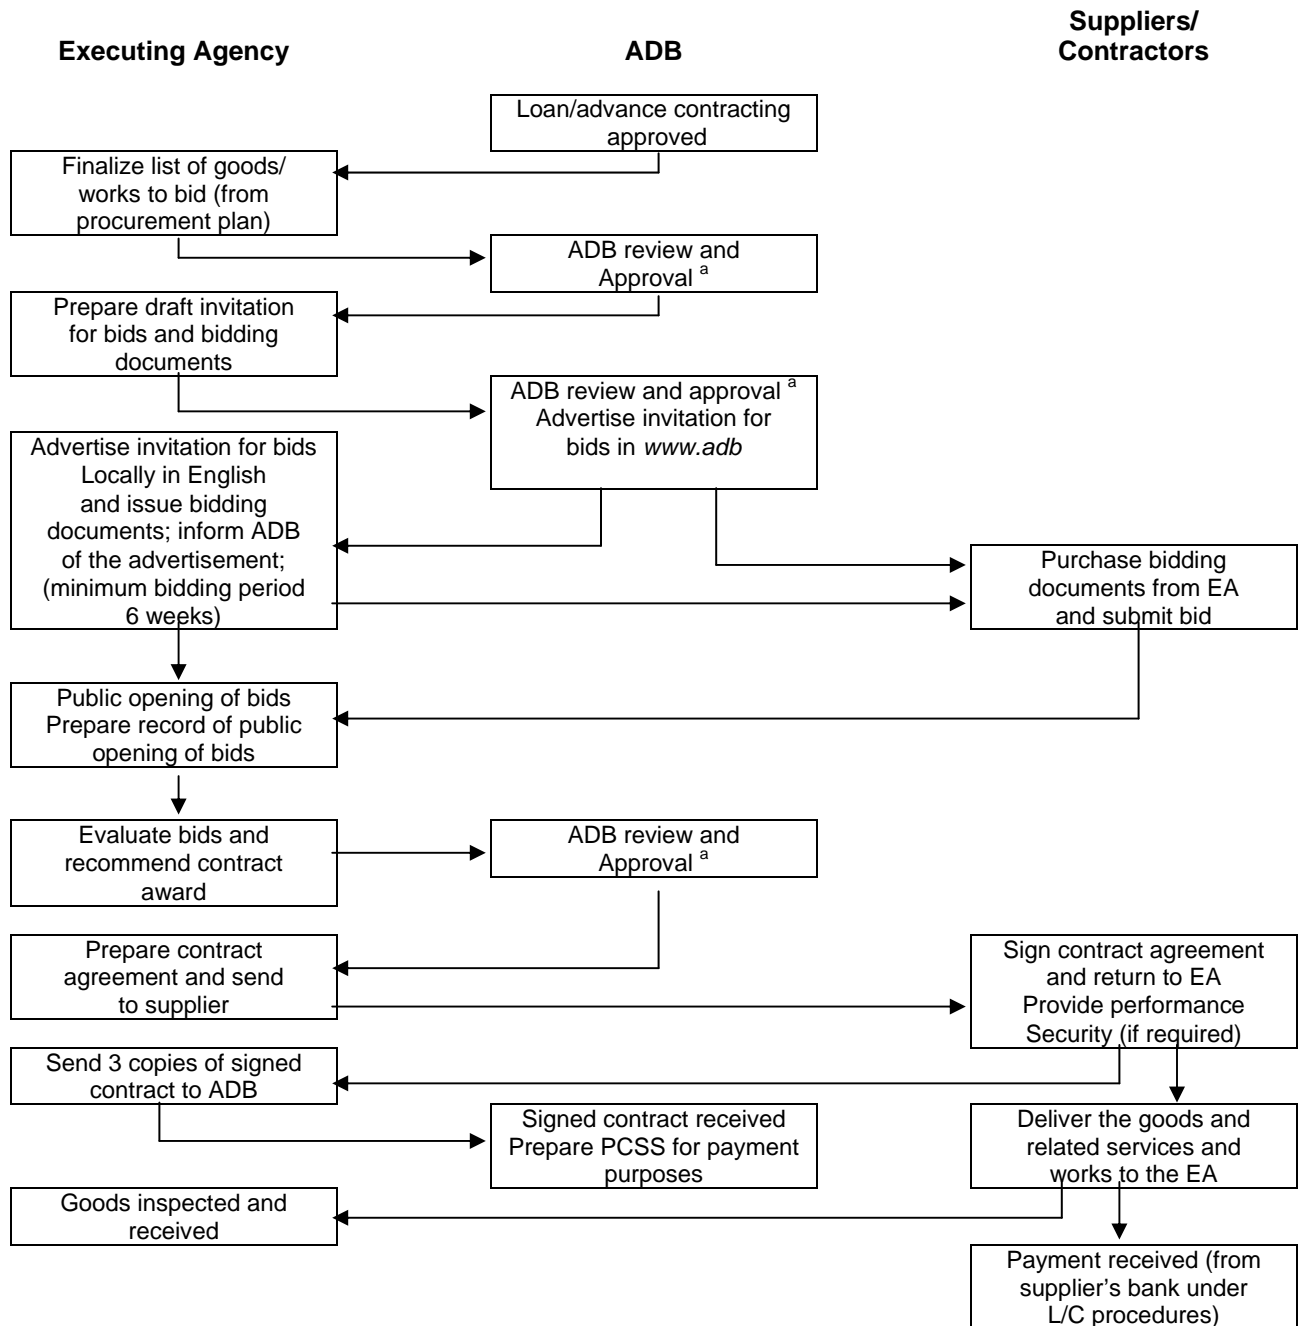 Executing Agency
ADB
Suppliers/
Contractors
Loan/advance contracting
approved
Finalize list of goods/
works to bid (from
procurement plan)
ADB review and
Approval a
Prepare draft invitation
for bids and bidding
documents
ADB review and approval a
Advertise invitation for
bids in www.adb
Advertise invitation for bids
Locally in English
and issue bidding
documents; inform ADB
of the advertisement;
(minimum bidding period
6 weeks)
Purchase bidding
documents from EA
and submit bid
Public opening of bids
Prepare record of public
opening of bids
Evaluate bids and
recommend contract
award
ADB review and
Approval a
Prepare contract
agreement and send
to supplier
Sign contract agreement
and return to EA
Provide performance
Security (if required)
Send 3 copies of signed
contract to ADB
Signed contract received
Prepare PCSS for payment
purposes
Deliver the goods and
related services and
works to the EA
Goods inspected and
received
Payment received (from
supplier's bank under
L/C procedures)